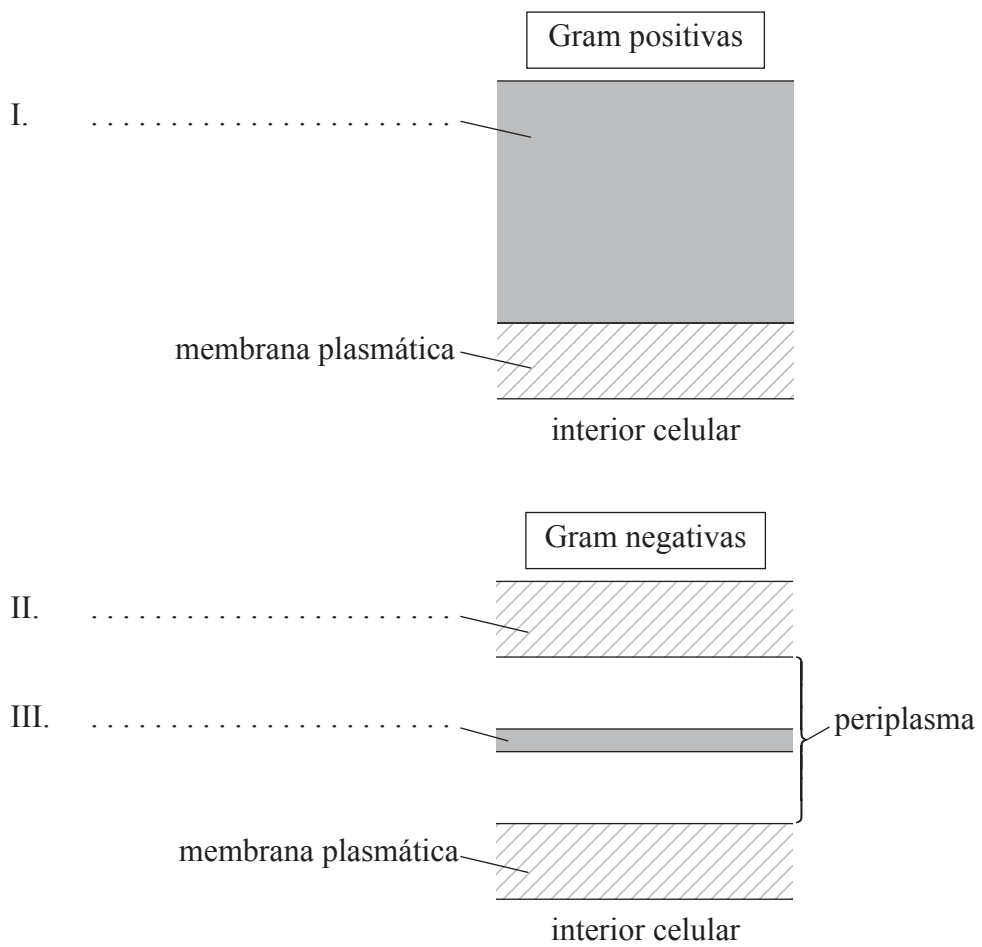 Gram positivas
I. . . . . . . . . . . . . . . . . . . . . . . .
membrana plasmática
interior celular
Gram negativas
II. . . . . . . . . . . . . . . . . . . . . . . .
III. . . . . . . . . . . . . . . . . . . . . . . .
periplasma
membrana plasmática
interior celular